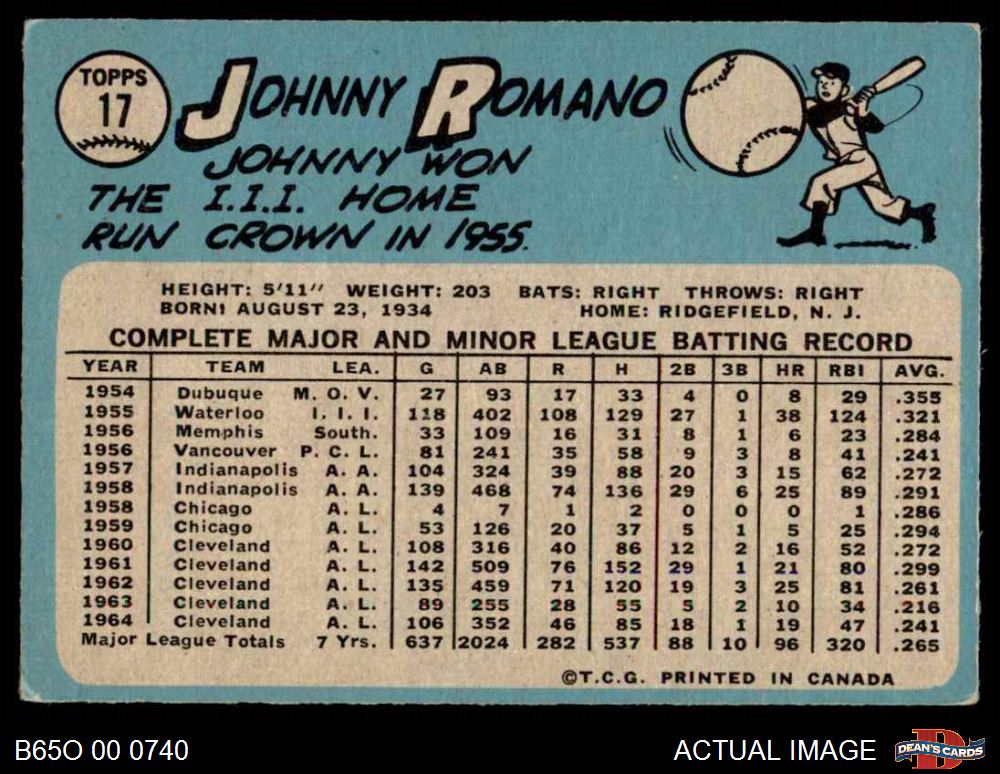 TOPPS
17
JOHNNY ROMANO
JOHNNY WON
THE I.I.I. HOME
RUN CROWN IN 1955.
HEIGHT: 5'11" WEIGHT: 203 BATS: RIGHT THROWS: RIGHT
BORN: AUGUST 23, 1934 HOME: RIDGEFIELD, N. J.
COMPLETE MAJOR AND MINOR LEAGUE BATTING RECORD
YEAR TEAM LEA. G AB R H 2B 3B HR RBI AVG.
1954 Dubuque M. O. V. 27 93 17 33 4 0 8 29 .355
1955 Waterloo I. I. I. 118 402 108 129 27 1 38 124 .321
1956 Memphis South. 33 109 16 31 8 1 6 23 .284
1956 Vancouver P. C. L. 81 241 35 58 9 3 8 41 .241
1957 Indianapolis A. A. 104 324 39 88 20 3 15 62 .272
1958 Indianapolis A. A. 139 468 74 136 29 6 25 89 .291
1958 Chicago A. L. 4 7 1 2 0 0 0 1 .286
1959 Chicago A. L. 53 126 20 37 5 1 5 25 .294
1960 Cleveland A. L. 108 316 40 86 12 2 16 52 .272
1961 Cleveland A. L. 142 509 76 152 29 1 21 80 .299
1962 Cleveland A. L. 135 459 71 120 19 3 25 81 .261
1963 Cleveland A. L. 89 255 28 55 5 2 10 34 .216
1964 Cleveland A. L. 106 352 46 85 18 1 19 47 .241
Major League Totals 7 Yrs. 637 2024 282 537 88 10 96 320 .265
©T.C.G. PRINTED IN CANADA
B65O 00 0740 ACTUAL IMAGE DEAN'S CARDS